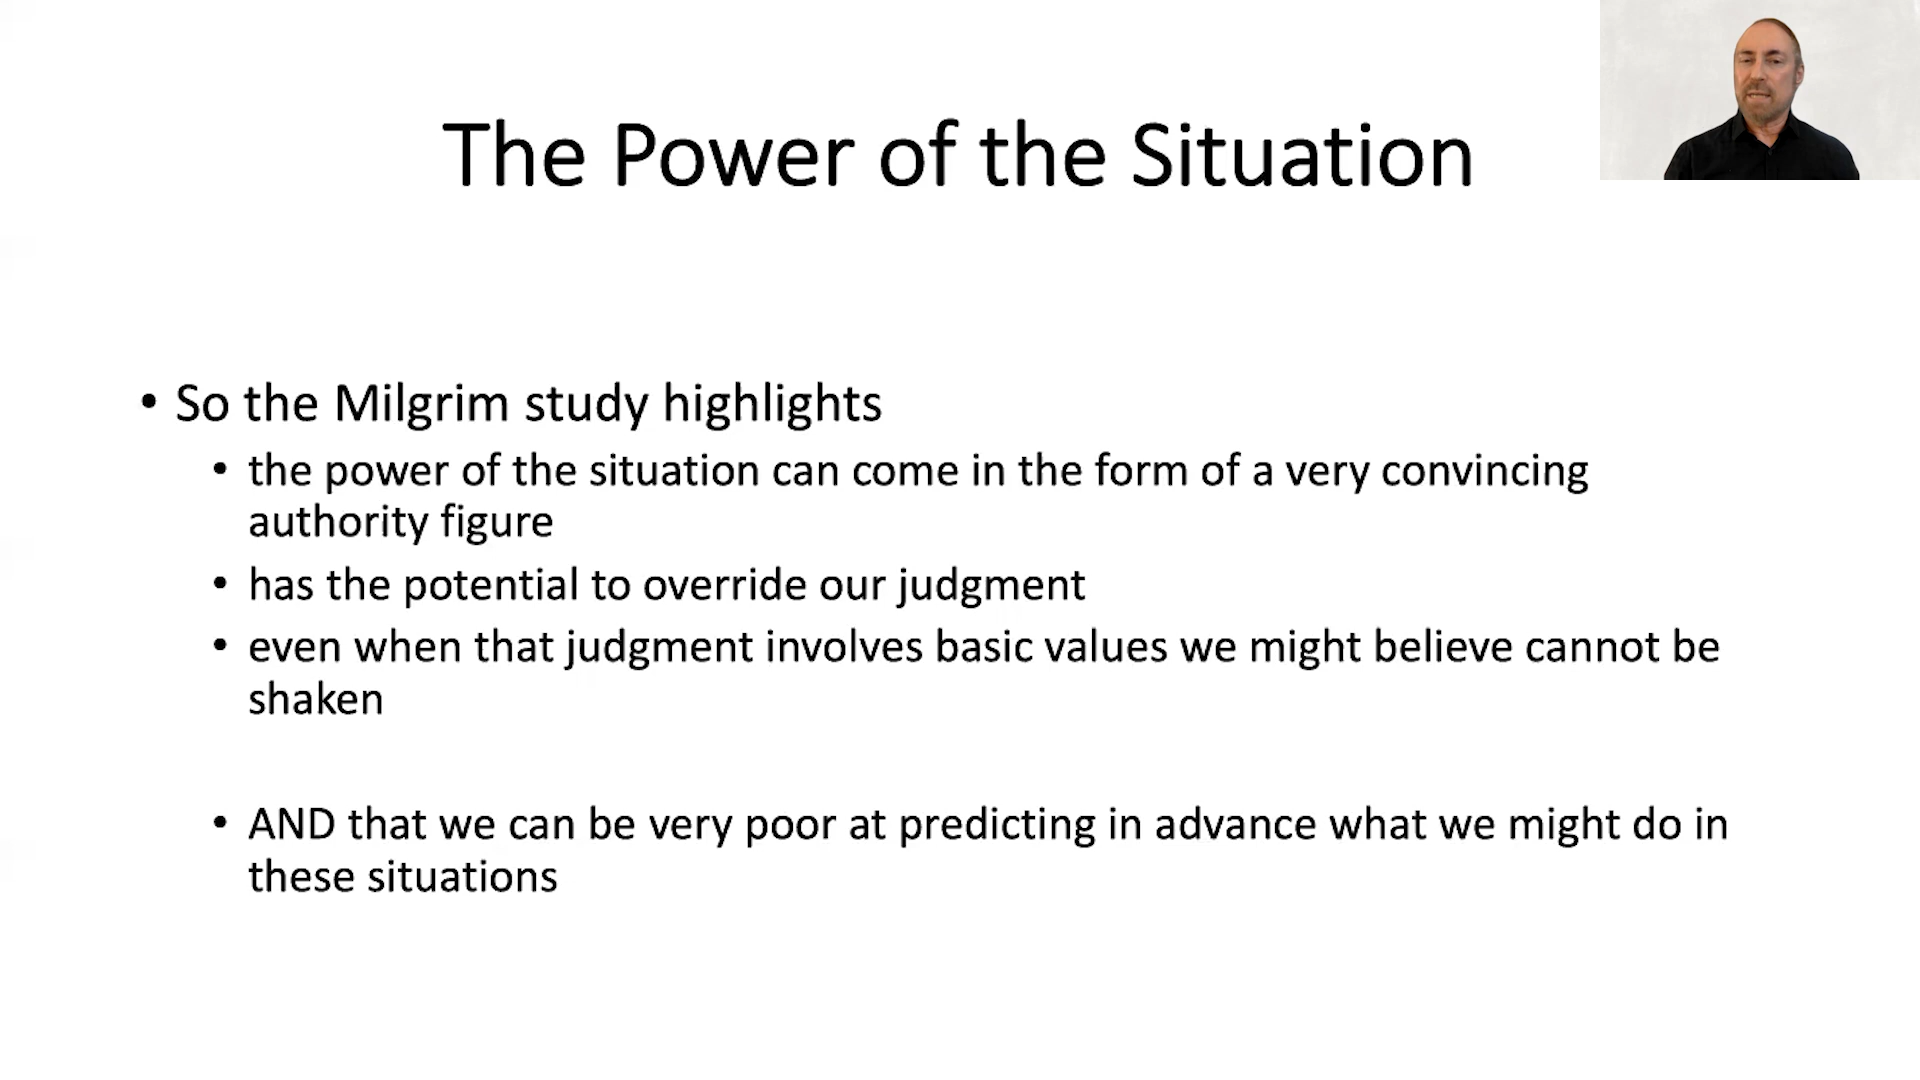 The Power of the Situation
• So the Milgrim study highlights
• the power of the situation can come in the form of a very convincing
authority figure
• has the potential to override our judgment
• even when that judgment involves basic values we might believe cannot be
shaken
• AND that we can be very poor at predicting in advance what we might do in
these situations